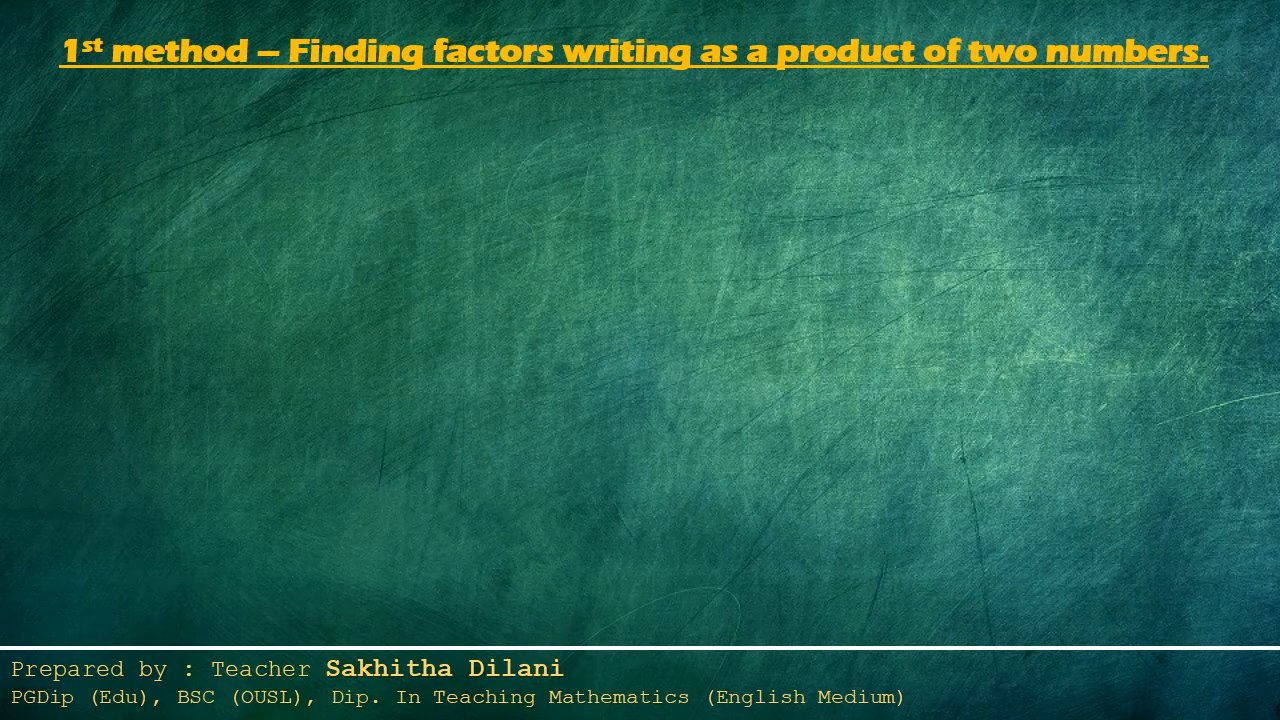 1st method – Finding factors writing as a product of two numbers.
Prepared by : Teacher Sakhitha Dilani
PGDip (Edu), BSC (OUSL), Dip. In Teaching Mathematics (English Medium)